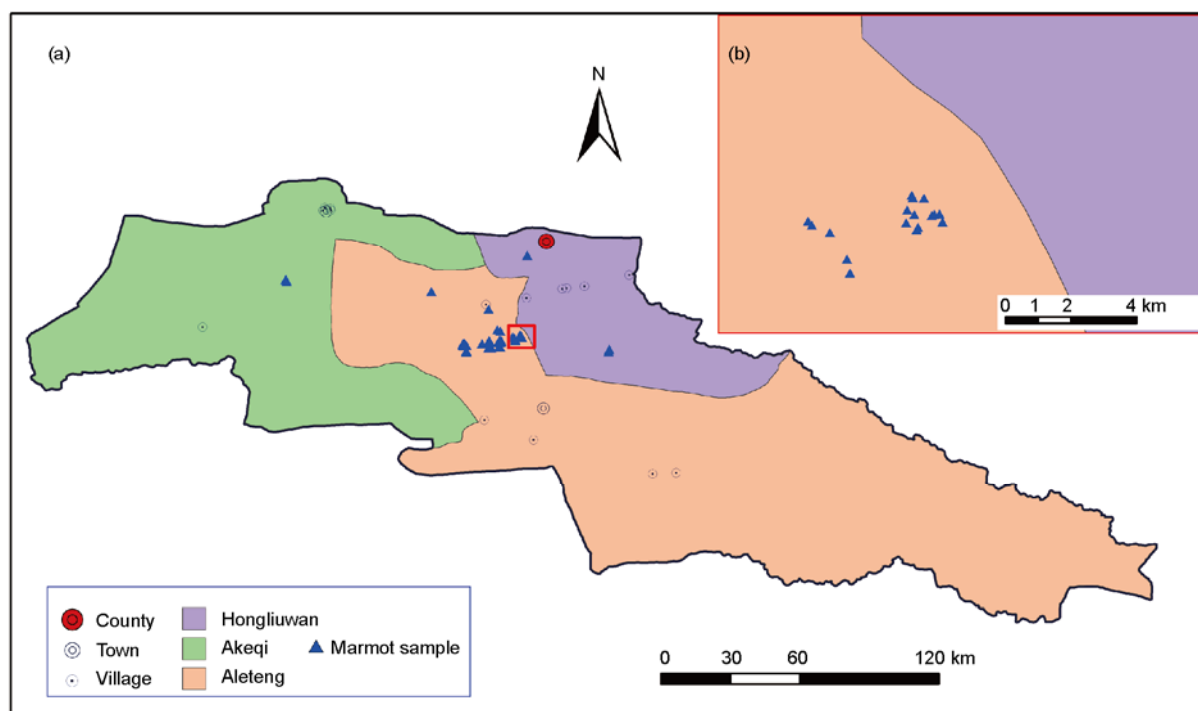 (a)
(b)
N
0 1 2 4 km
County
Town
Village
Hongliuwan
Akeqi
Aleteng
Marmot sample
0 30 60 120 km